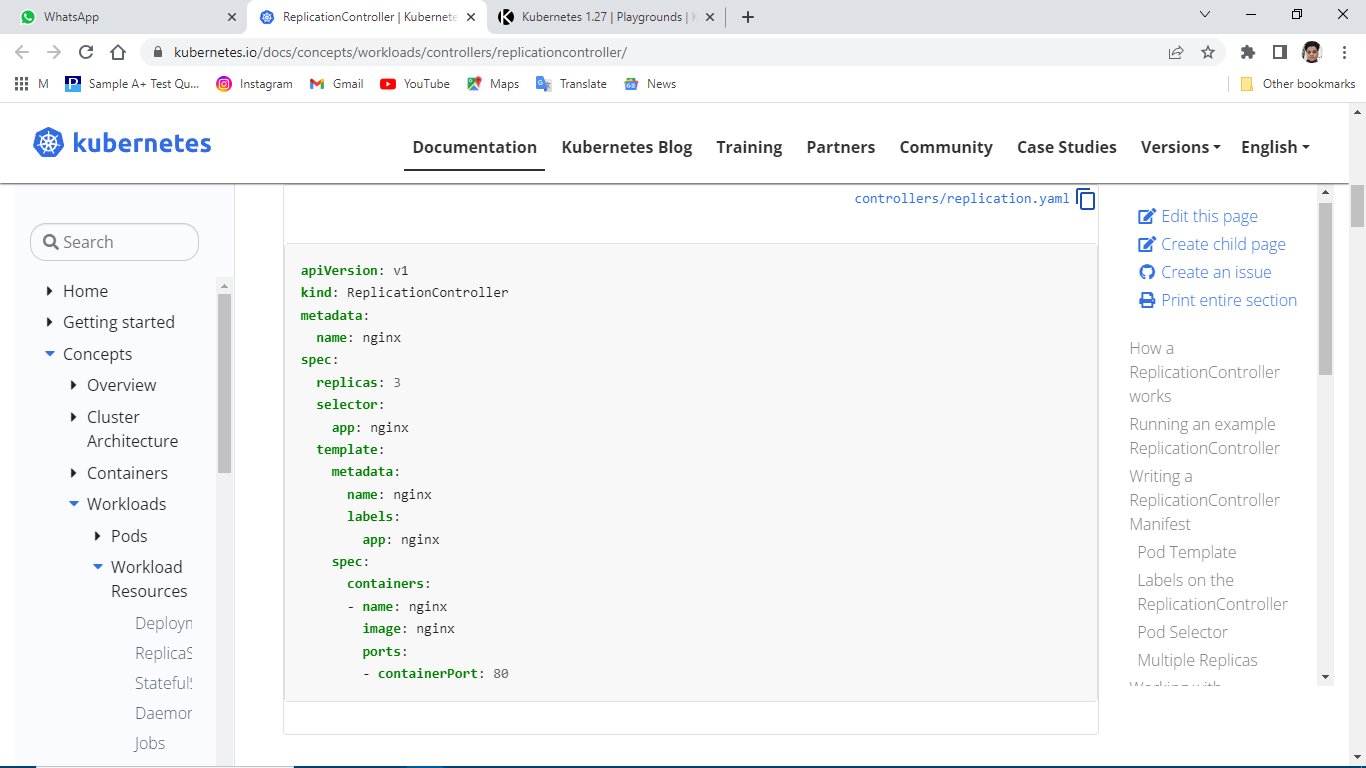 WhatsApp
ReplicationController | Kubernete
Kubernetes 1.27 | Playgrounds |
kubernetes.io/docs/concepts/workloads/controllers/replicationcontroller/
M
Sample A+ Test Qu...
Instagram
Gmail
YouTube
Maps
Translate
News
Other bookmarks
kubernetes
Documentation
Kubernetes Blog
Training
Partners
Community
Case Studies
Versions
English
Search
Home
Getting started
Concepts
Overview
Cluster
Architecture
Containers
Workloads
Pods
Workload
Resources
Deployn
ReplicaS
StatefulS
Daemon
Jobs
controllers/replication.yaml
apiVersion: v1
kind: ReplicationController
metadata:
  name: nginx
spec:
  replicas: 3
  selector:
    app: nginx
  template:
    metadata:
      name: nginx
      labels:
        app: nginx
    spec:
      containers:
      - name: nginx
        image: nginx
        ports:
        - containerPort: 80
Edit this page
Create child page
Create an issue
Print entire section
How a
ReplicationController
works
Running an example
ReplicationController
Writing a
ReplicationController
Manifest
Pod Template
Labels on the
ReplicationController
Pod Selector
Multiple Replicas
Working with